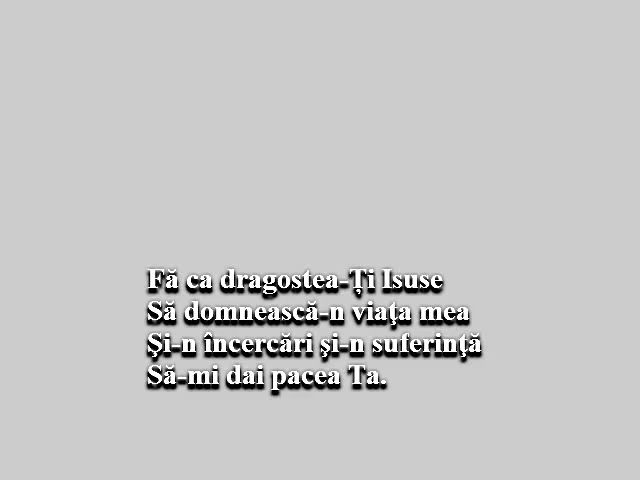 Fă ca dragostea-Ți Isuse
Să domnească-n viaţa mea
Şi-n încercări şi-n suferinţă
Să-mi dai pacea Ta.